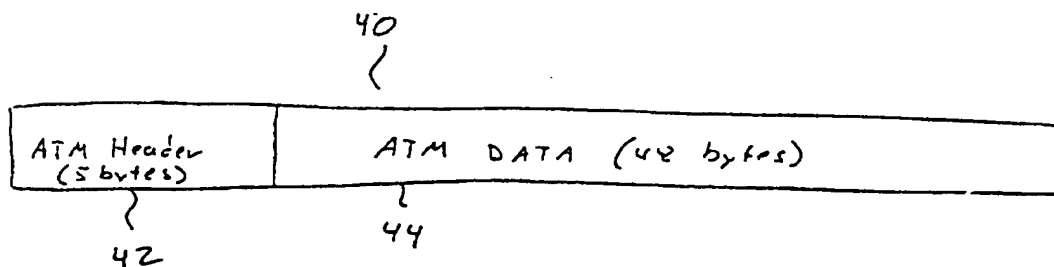 40
ATM Header
(5 bytes)
ATM DATA (48 bytes)
42
44